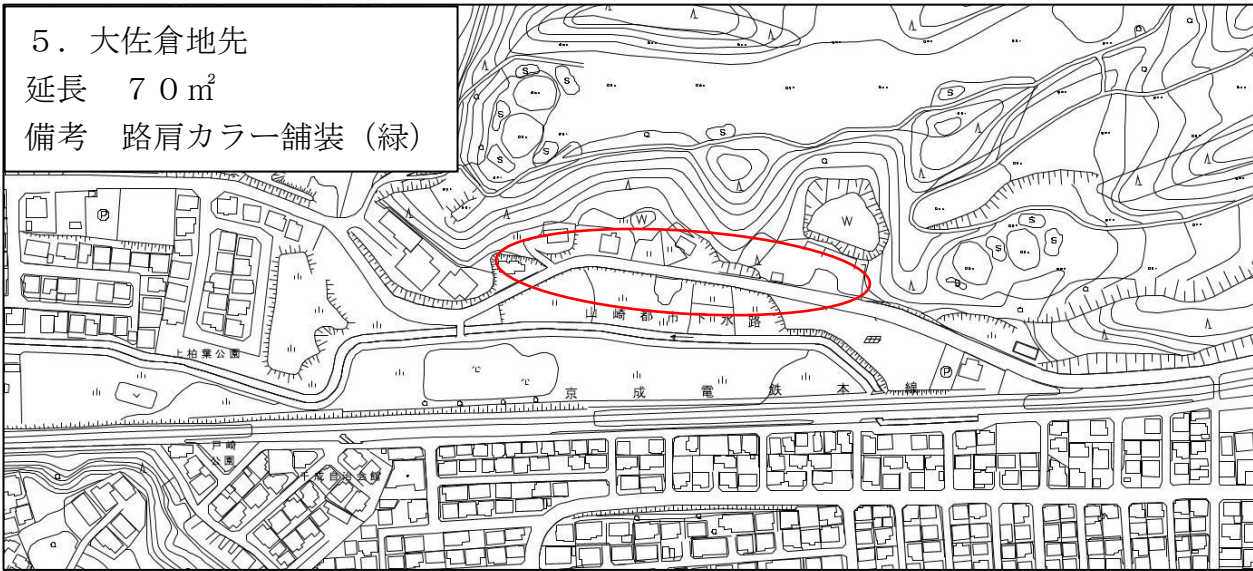 ５．大佐倉地先
延長　７０㎡
備考　路肩カラー舗装（緑）
Ⓟ
W
W
S
S
S
S
S
S
S
S
S
S
S
上柏葉公園
山崎都市下水路
Ⓟ
京成電鉄本線
戸崎
公園
千成自治会館